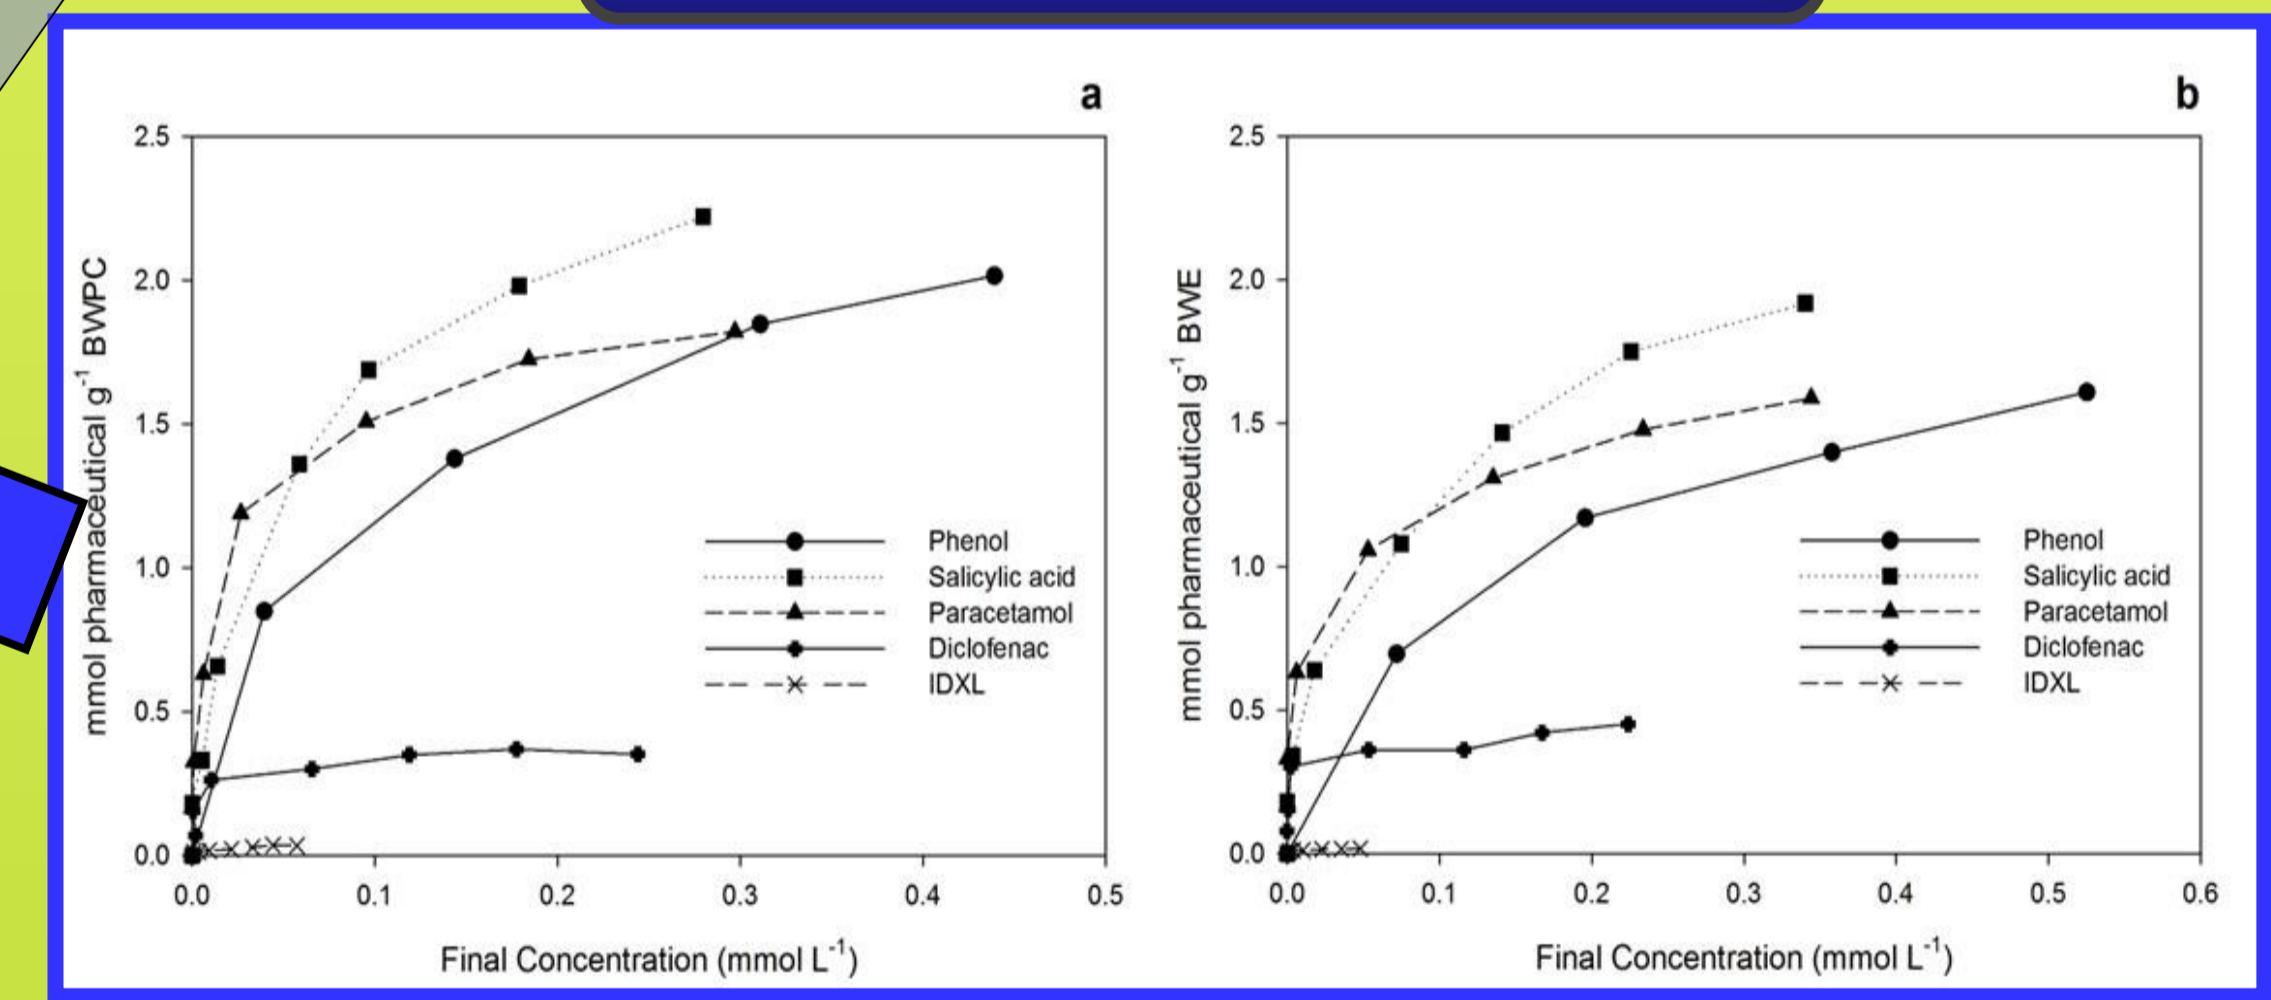 a
2.5
2.0
1.5
1.0
0.5
0.0
mmol pharmaceutical g⁻¹ BWPC
Phenol
Salicylic acid
Paracetamol
Diclofenac
IDXL
0.0 0.1 0.2 0.3 0.4 0.5
Final Concentration (mmol L⁻¹)
b
2.5
2.0
1.5
1.0
0.5
0.0
mmol pharmaceutical g⁻¹ BWE
Phenol
Salicylic acid
Paracetamol
Diclofenac
IDXL
0.0 0.1 0.2 0.3 0.4 0.5 0.6
Final Concentration (mmol L⁻¹)